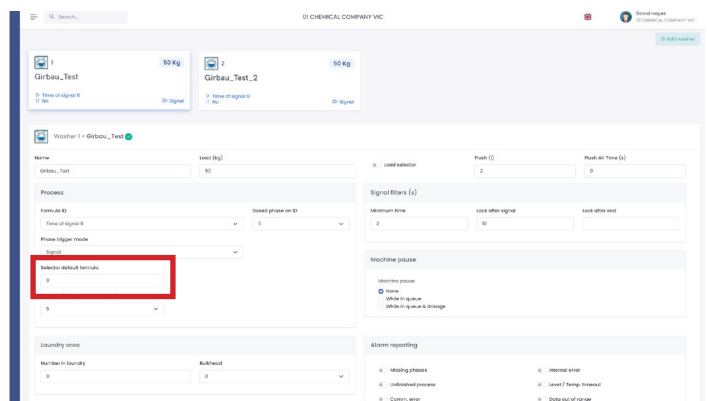 Search...
01 CHEMICAL COMPANY VIC
David Hayes
01 CHEMICAL COMPANY VIC
Add washer
1
50 Kg
Girbau_Test
Time of signal 8
No
Signal
2
50 Kg
Girbau_Test_2
Time of signal 8
No
Signal
Washer 1 - Girbau_Test
Name
Load (kg)
Load selector
Flush (l)
Flush Air Time (s)
Girbau_Test
50
2
0
Process
Signal filters (s)
Formula ID
Dosed phase on ID
Minimum time
Lock after signal
Lock after end
Time of signal 8
0
2
10
Phase trigger mode
Signal
Machine pause
Selector default formula
0
Machine pause
None
While in queue
While in queue & dosage
5
Laundry area
Alarm reporting
Number in laundry
Bulkhead
0
0
Missing phases
Internal error
Unfinished process
Level / Temp. timeout
Comm. error
Data out of range